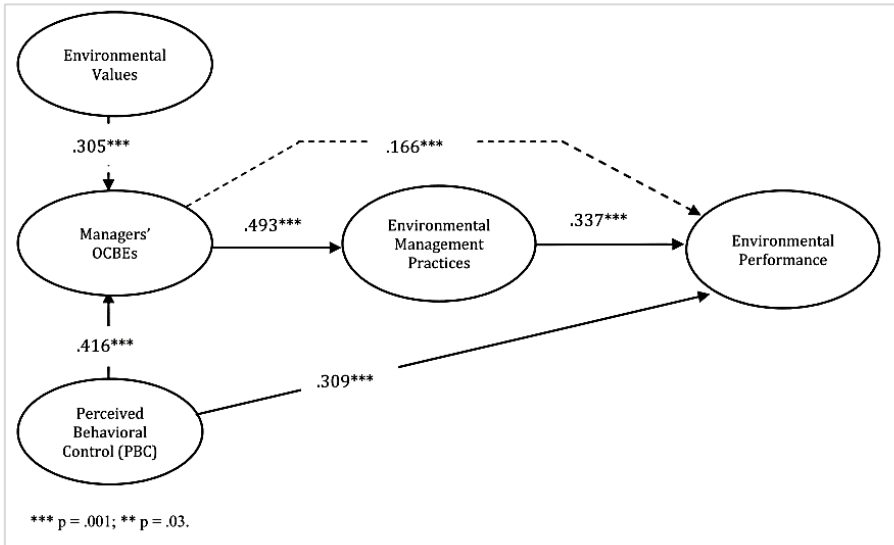 Environmental
Values
.305***
.166***
Managers'
OCBEs
.493***
Environmental
Management
Practices
.337***
Environmental
Performance
.416***
.309***
Perceived
Behavioral
Control (PBC)
*** p = .001; ** p = .03.